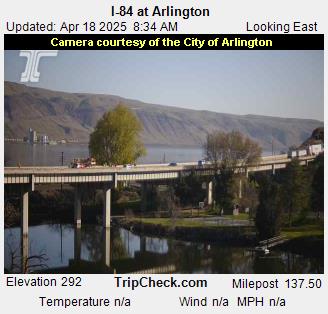 I-84 at Arlington
Updated: Apr 18 2025 8:34 AM Looking East
Camera courtesy of the City of Arlington
Elevation 292 TripCheck.com Milepost 137.50
Temperature n/a Wind n/a MPH n/a